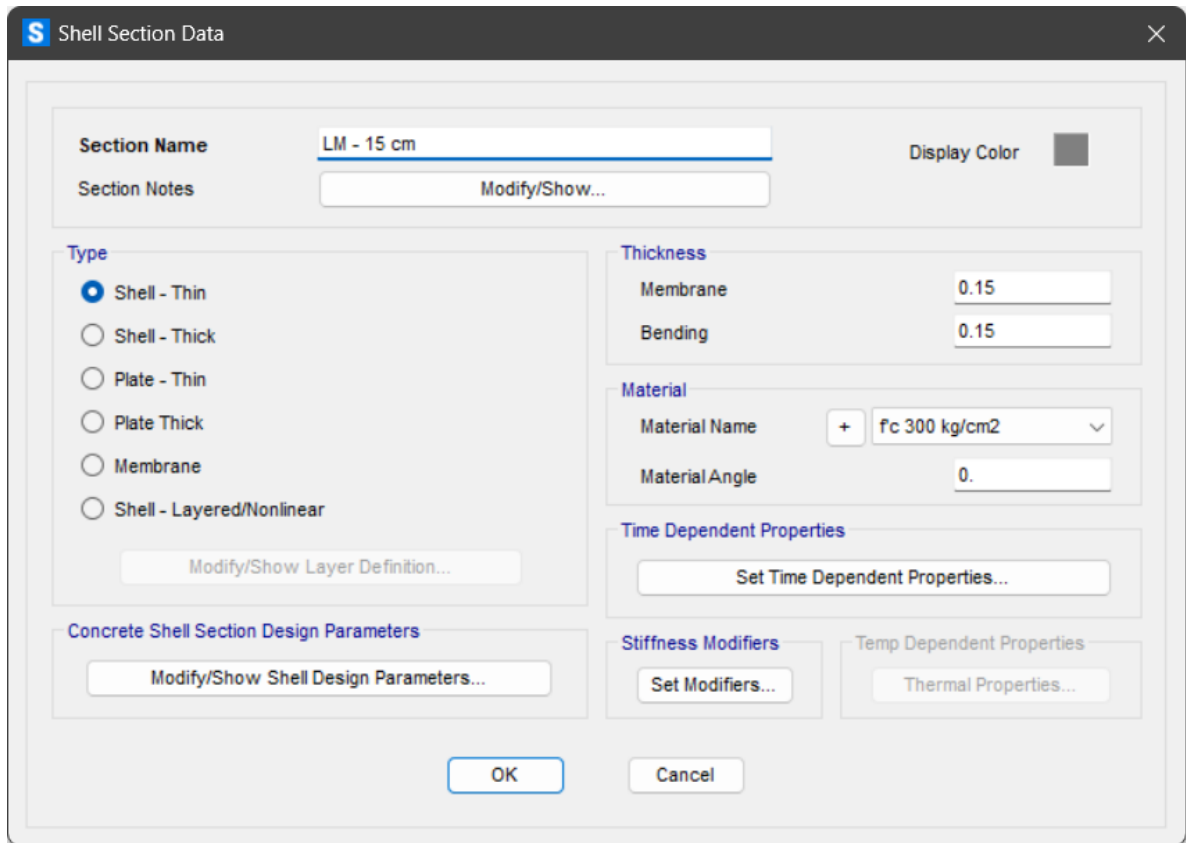 S Shell Section Data
Section Name LM - 15 cm Display Color
Section Notes Modify/Show...
Type
Shell - Thin
Shell - Thick
Plate - Thin
Plate Thick
Membrane
Shell - Layered/Nonlinear
Modify/Show Layer Definition...
Concrete Shell Section Design Parameters
Modify/Show Shell Design Parameters...
Thickness
Membrane 0.15
Bending 0.15
Material
Material Name + f'c 300 kg/cm2
Material Angle 0.
Time Dependent Properties
Set Time Dependent Properties...
Stiffness Modifiers
Set Modifiers...
Temp Dependent Properties
Thermal Properties...
OK Cancel